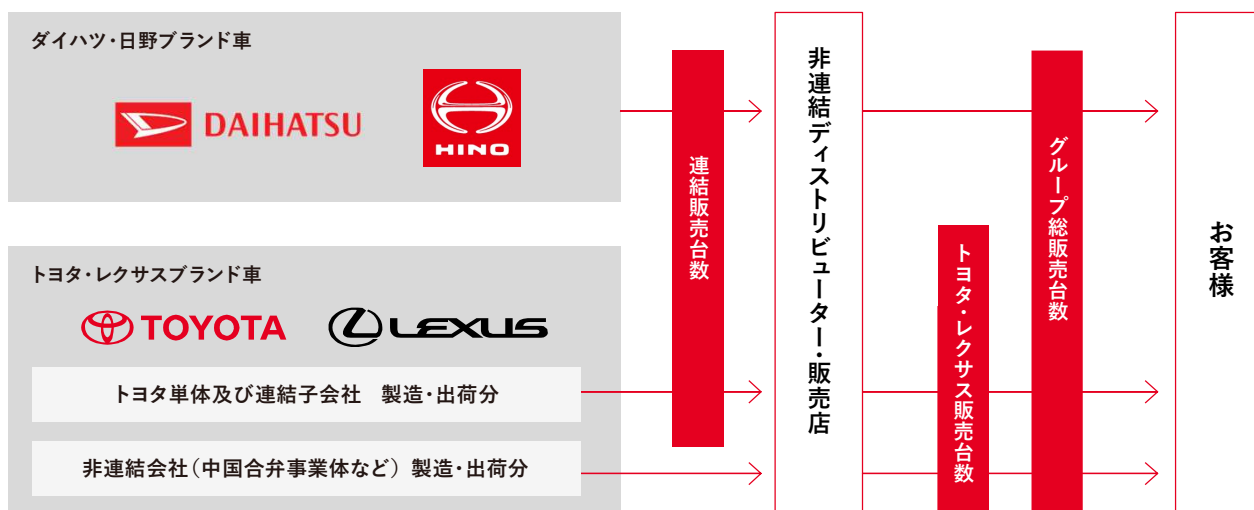 ダイハツ・日野ブランド車
DAIHATSU
HINO
トヨタ・レクサスブランド車
TOYOTA
LEXUS
トヨタ単体及び連結子会社　製造・出荷分
非連結会社（中国合弁事業体など）製造・出荷分
連結販売台数
非連結ディストリビューター・販売店
トヨタ・レクサス販売台数
グループ総販売台数
お客様